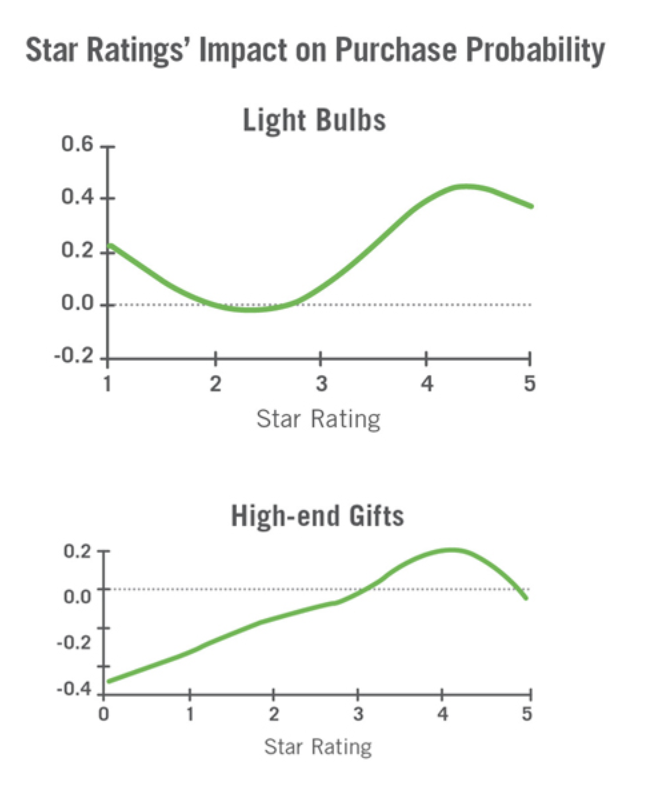 Star Ratings’ Impact on Purchase Probability
Light Bulbs
0.6
0.4
0.2
0.0
-0.2
1 2 3 4 5
Star Rating
High-end Gifts
0.2
0.0
-0.2
-0.4
0 1 2 3 4 5
Star Rating